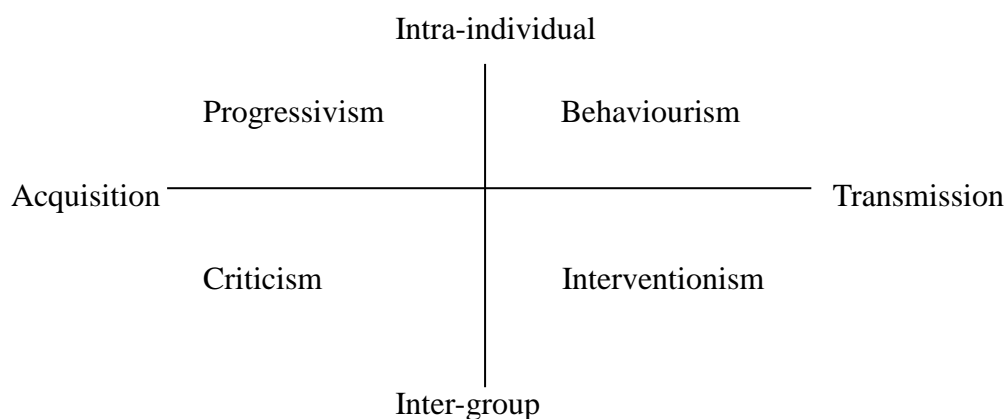 Intra-individual
Progressivism Behaviourism
Acquisition Transmission
Criticism Interventionism
Inter-group